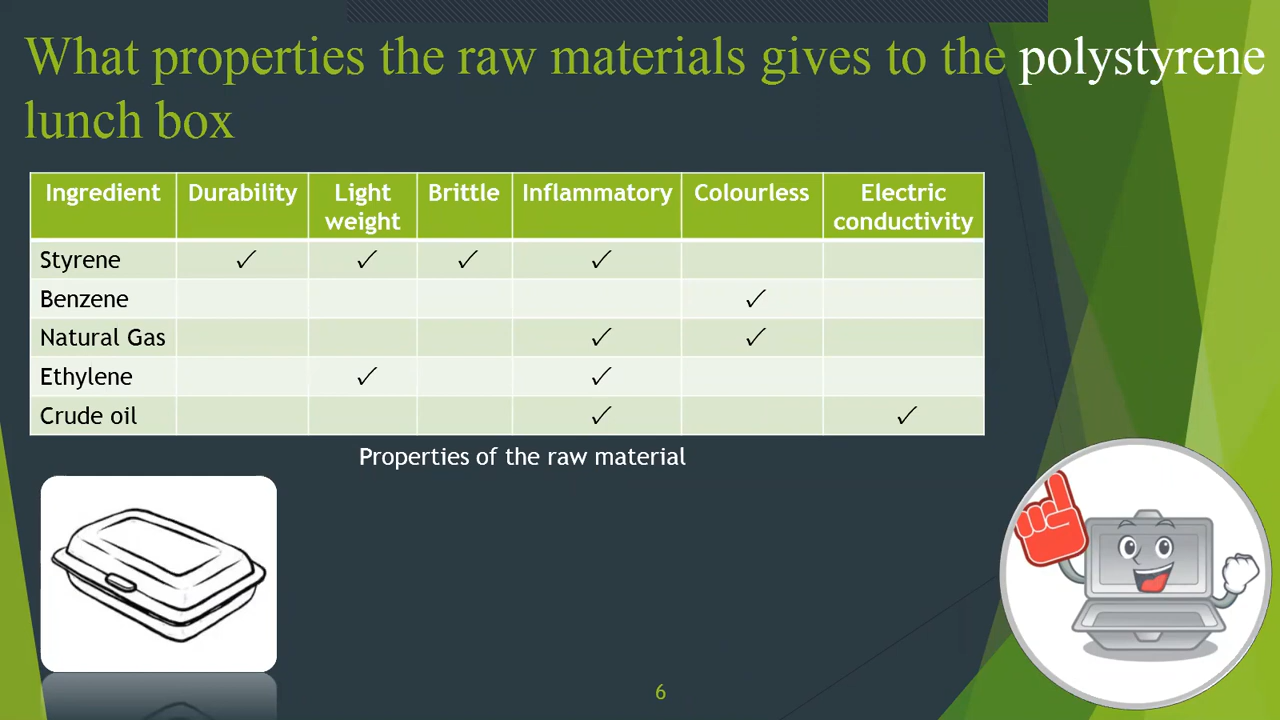 What properties the raw materials gives to the polystyrene
lunch box
Ingredient Durability Light weight Brittle Inflammatory Colourless Electric conductivity
Styrene ✓ ✓ ✓ ✓
Benzene ✓
Natural Gas ✓ ✓
Ethylene ✓ ✓
Crude oil ✓ ✓
Properties of the raw material
6